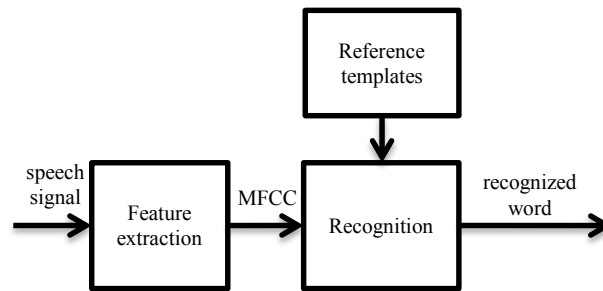 Reference
templates
speech
signal
Feature
extraction
MFCC
Recognition
recognized
word